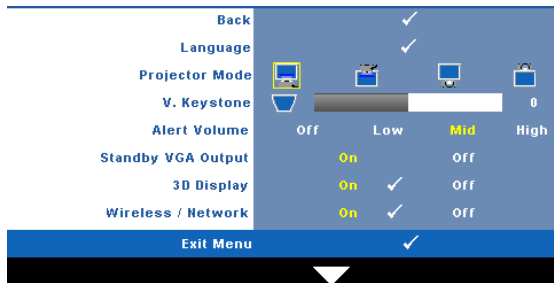 Back
Language
Projector Mode
V. Keystone 0
Alert Volume Off Low Mid High
Standby VGA Output On Off
3D Display On Off
Wireless / Network On Off
Exit Menu